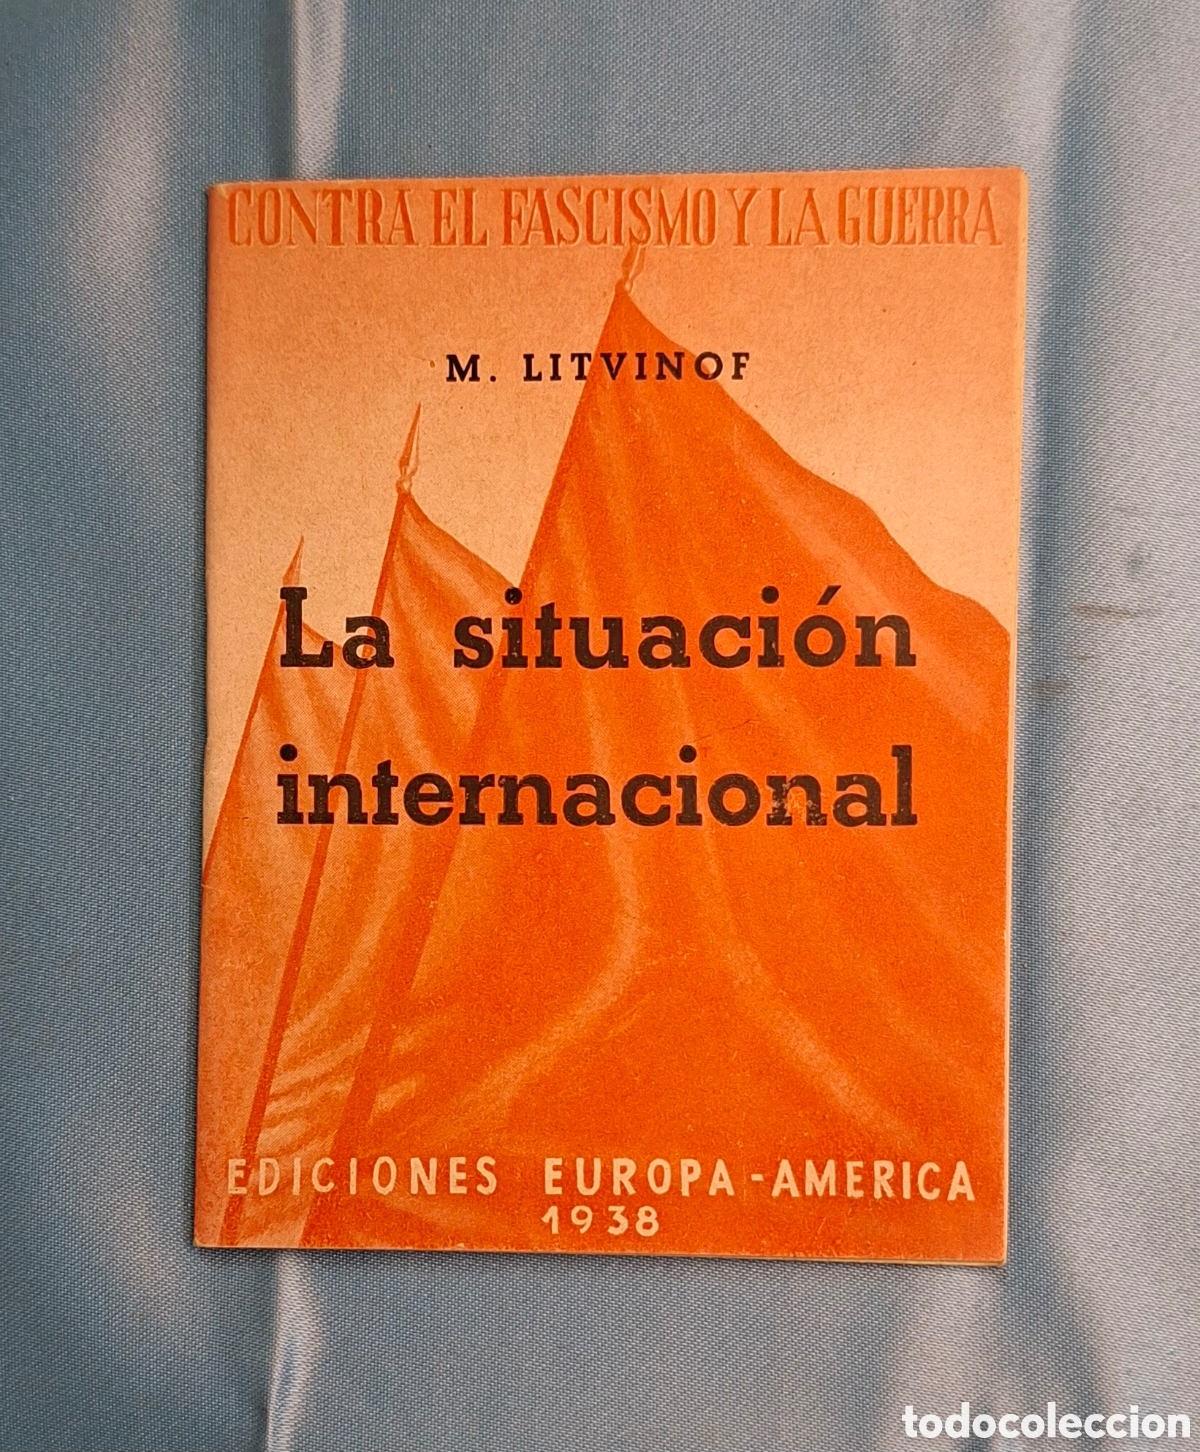 CONTRA EL FASCISMO Y LA GUERRA
M. LITVINOF
La situación
internacional
EDICIONES EUROPA-AMERICA
1938
todocoleccion